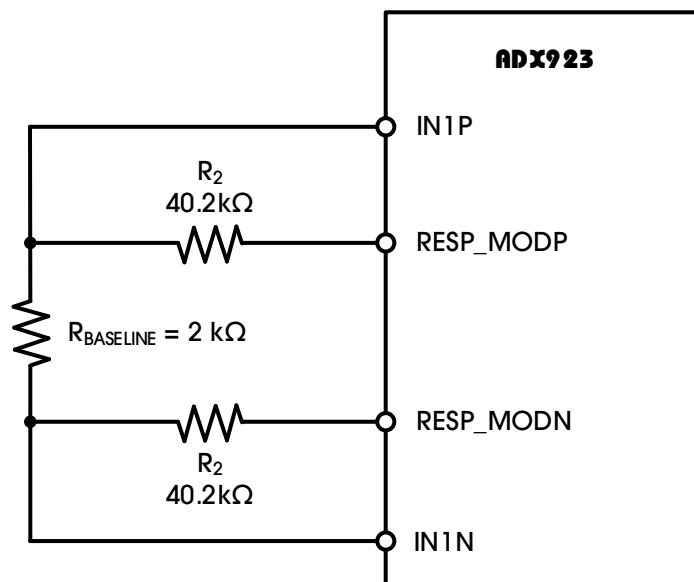 ADX923
IN1P
R2
40.2kΩ
RESP_MODP
RBASELINE = 2 kΩ
RESP_MODN
R2
40.2kΩ
IN1N